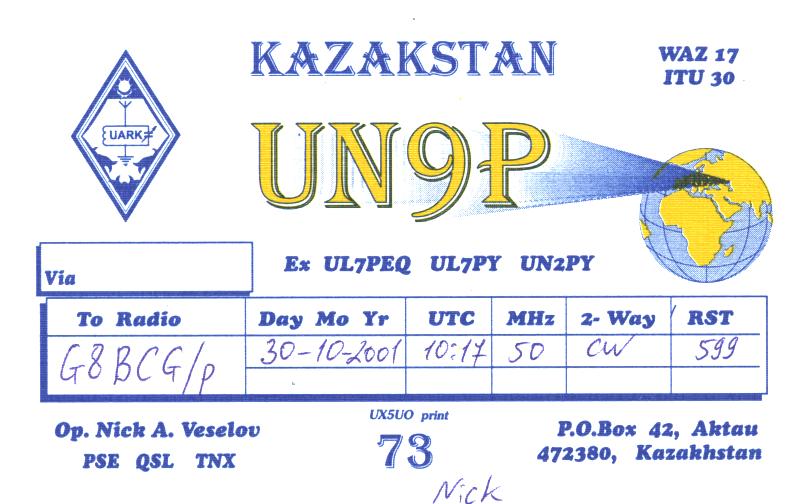 KAZAKSTAN
WAZ 17
ITU 30
UARK
UN9P
Via
Ex UL7PEQ UL7PY UN2PY
To Radio Day Mo Yr UTC MHz 2-Way RST
G8BCG/p 30-10-2001 10:17 50 CW 599
UX5UO print
Op. Nick A. Veselov
PSE QSL TNX
73
P.O.Box 42, Aktau
472380, Kazakhstan
Nick